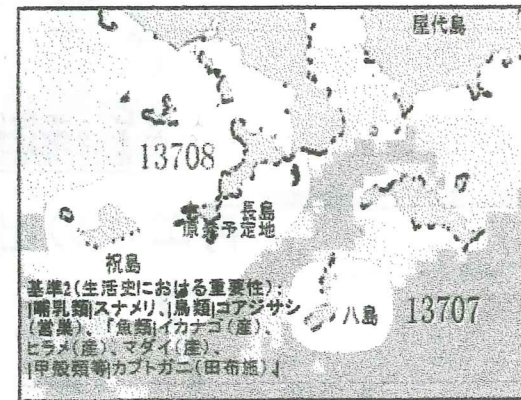 屋代島
13708
長島
原発予定地
祝島
基準2(生活史における重要性):
|哺乳類|スナメリ、|鳥類|コアジサシ
(営巣)、「魚類|イカナゴ(産)、
ヒラメ(産)、マダイ(産)、
|甲殻類等|カブトガニ(田布施)」
八島
13707